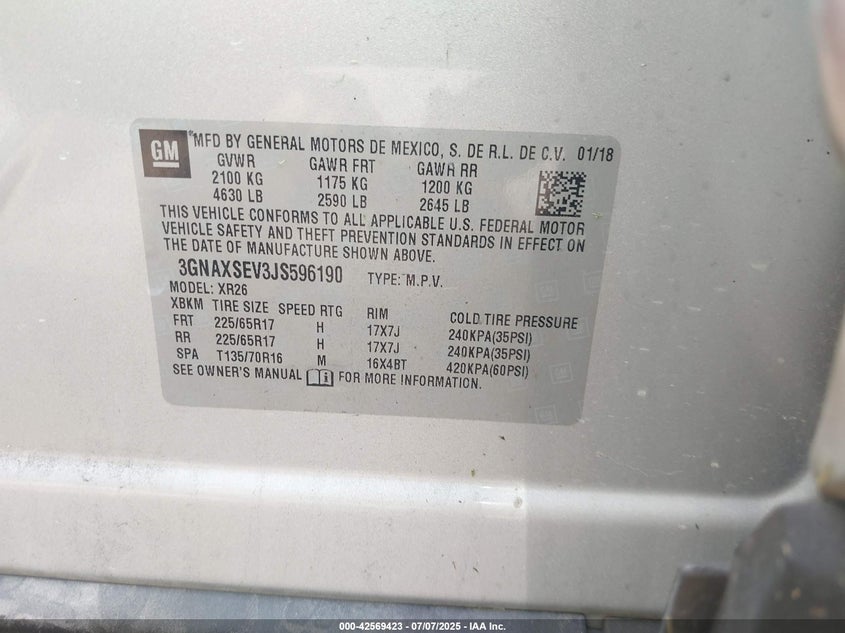 GM
MFD BY GENERAL MOTORS DE MEXICO, S. DE R.L. DE C.V. 01/18
GVWR GAWR FRT GAWR RR
2100 KG 1175 KG 1200 KG
4630 LB 2590 LB 2645 LB
THIS VEHICLE CONFORMS TO ALL APPLICABLE U.S. FEDERAL MOTOR
VEHICLE SAFETY AND THEFT PREVENTION STANDARDS IN EFFECT ON
THE DATE OF MANUFACTURE SHOWN ABOVE.
3GNAXSEV3JS596190 TYPE: M.P.V.
MODEL: XR26
XBKM TIRE SIZE SPEED RTG RIM COLD TIRE PRESSURE
FRT 225/65R17 H 17X7J 240KPA(35PSI)
RR 225/65R17 H 17X7J 240KPA(35PSI)
SPA T135/70R16 M 16X4BT 420KPA(60PSI)
SEE OWNER'S MANUAL FOR MORE INFORMATION.
000-42569423 - 07/07/2025 - IAA Inc.